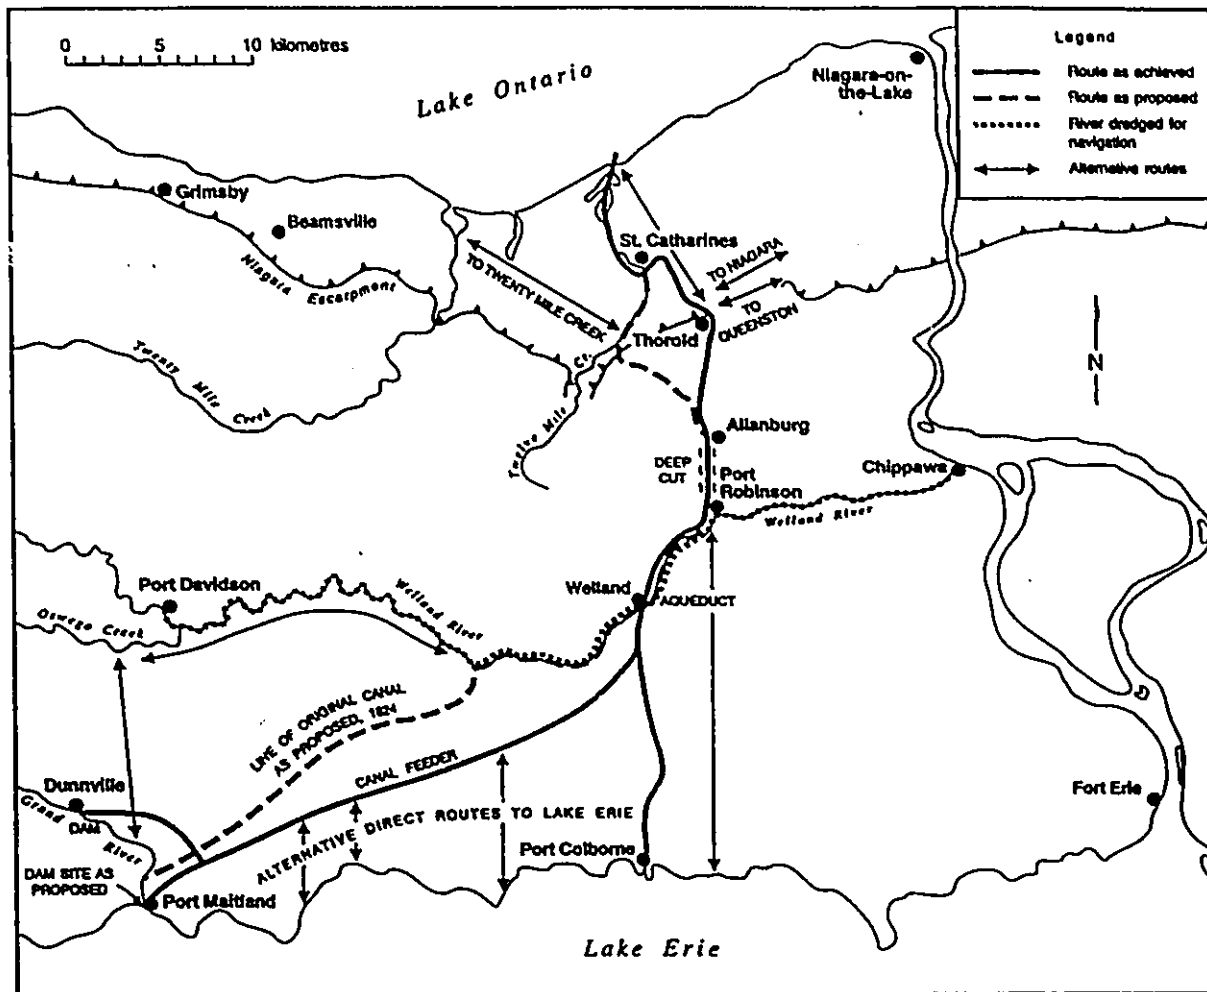 0 5 10 kilometres
Lake Ontario
Niagara-on-
the-Lake
Legend
Route as achieved
Route as proposed
River dredged for
navigation
Alternative routes
Grimsby
Beamsville
Niagara Escarpment
St. Catharines
TO NIAGARA
TO
QUEENSTON
TO TWENTY MILE CREEK
Thorold
Twenty Mile Creek
Twelve Mile Cr.
N
Allanburg
DEEP
CUT
Port
Robinson
Chippawa
Welland River
Port Davidson
Oswego Creek
Welland River
Welland
AQUEDUCT
LINE OF ORIGINAL CANAL
AS PROPOSED, 1824
CANAL FEEDER
Dunnville
DAM
Grand River
ALTERNATIVE DIRECT ROUTES TO LAKE ERIE
Fort Erie
Port Colborne
DAM SITE AS
PROPOSED
Port Maitland
Lake Erie